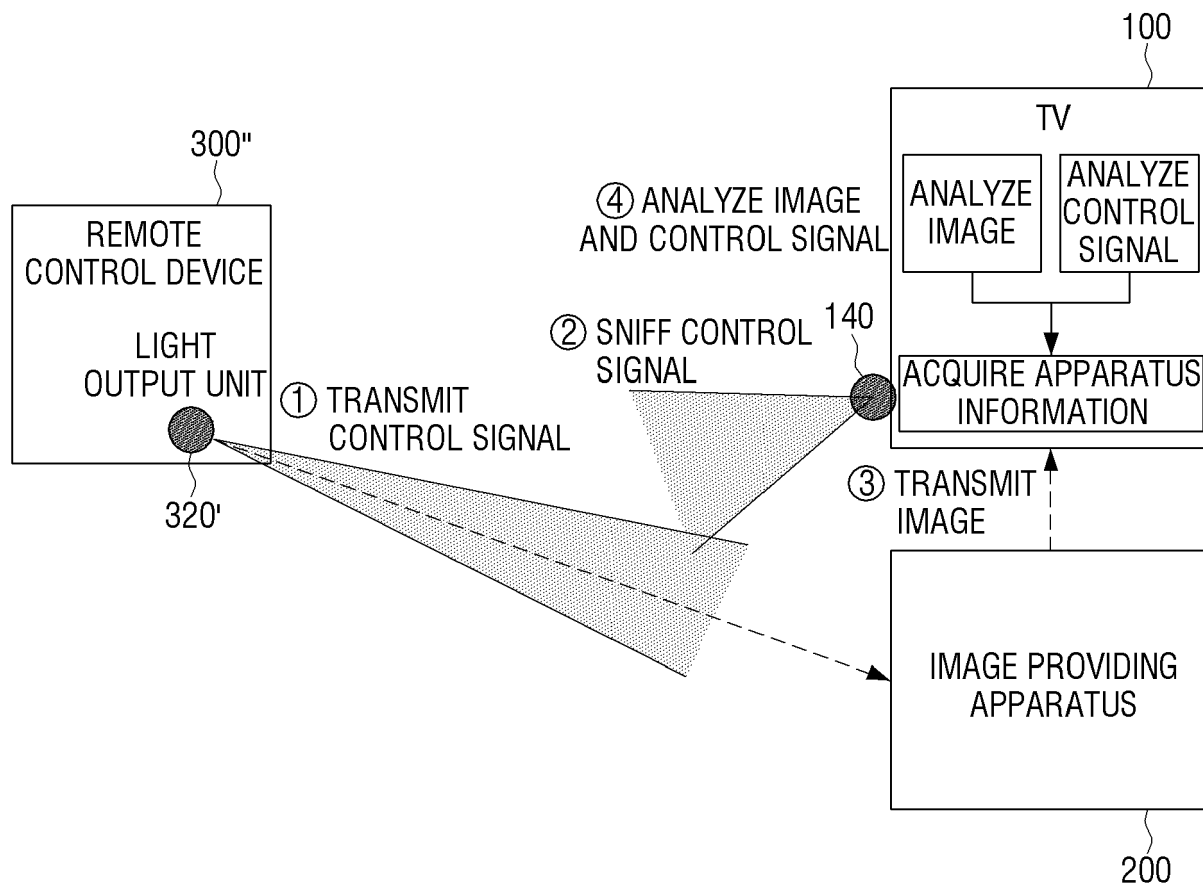 100
TV
ANALYZE
IMAGE
ANALYZE
CONTROL
SIGNAL
ACQUIRE APPARATUS
INFORMATION
300"
REMOTE
CONTROL DEVICE
LIGHT
OUTPUT UNIT
320'
① TRANSMIT
CONTROL SIGNAL
② SNIFF CONTROL
SIGNAL
140
④ ANALYZE IMAGE
AND CONTROL SIGNAL
③ TRANSMIT
IMAGE
IMAGE PROVIDING
APPARATUS
200